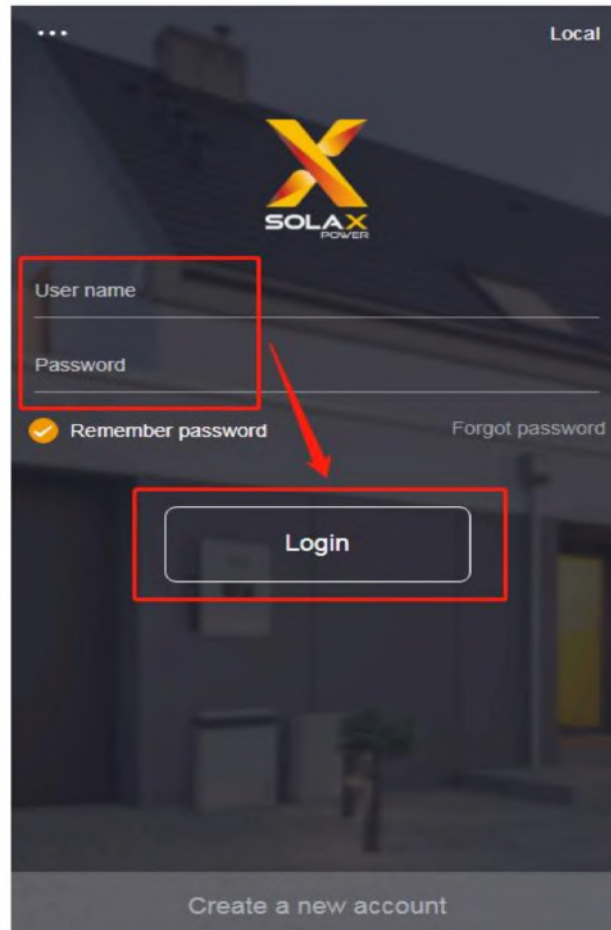 ...
Local
SOLAX
POWER
User name
Password
Remember password
Forgot password
Login
Create a new account